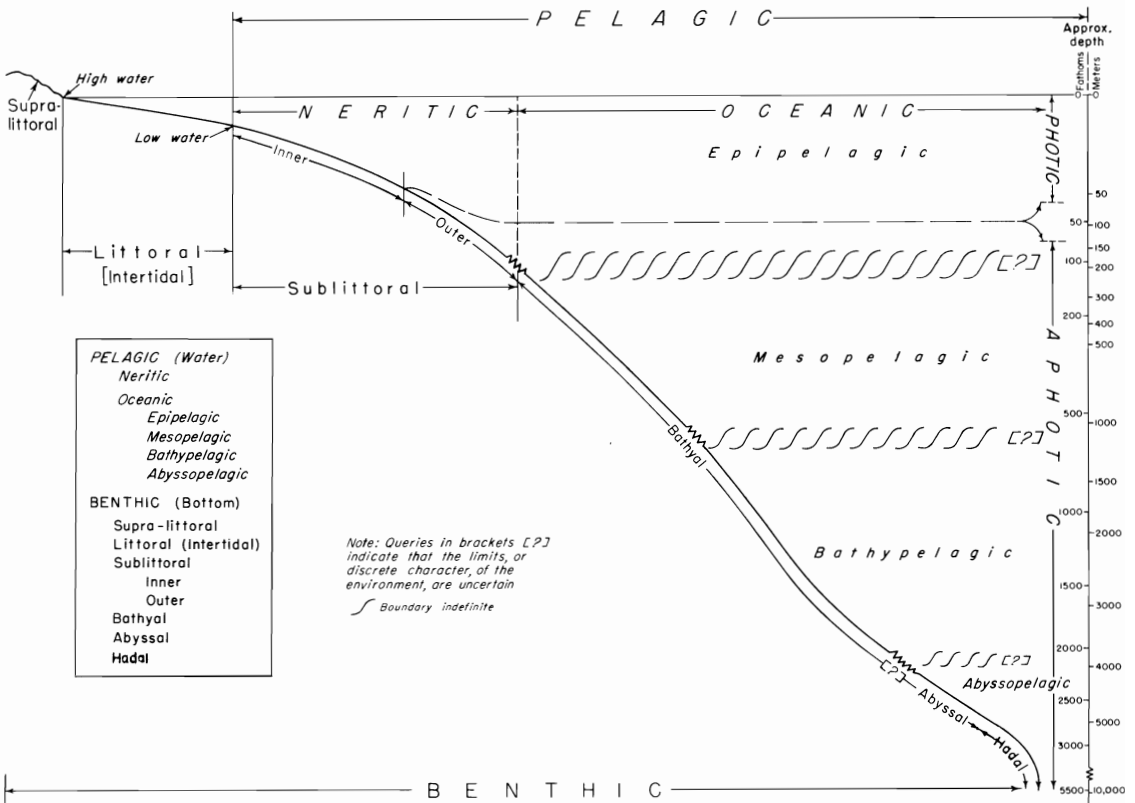 PELAGIC
Approx.
depth
Fathoms
Meters
High water
Supra-
littoral
0 0
NERITIC
OCEANIC
Low water
Inner
Epipelagic
PHOTIC
50
50 100
150
Outer
Littoral
[Intertidal]
Sublittoral
[?]
100 200
300
200 400
500
APHOTIC
PELAGIC (Water)
Neritic
Oceanic
Epipelagic
Mesopelagic
Bathypelagic
Abyssopelagic
BENTHIC (Bottom)
Supra-littoral
Littoral (Intertidal)
Sublittoral
Inner
Outer
Bathyal
Abyssal
Hadal
Mesopelagic
Bathyal
[?]
500 1000
1500
1000 2000
Note: Queries in brackets [?]
indicate that the limits, or
discrete character, of the
environment, are uncertain
Boundary indefinite
Bathypelagic
1500 3000
2000 4000
[?]
[?]
Abyssopelagic
Abyssal
Hadal
2500 5000
3000
5500 10,000
BENTHIC